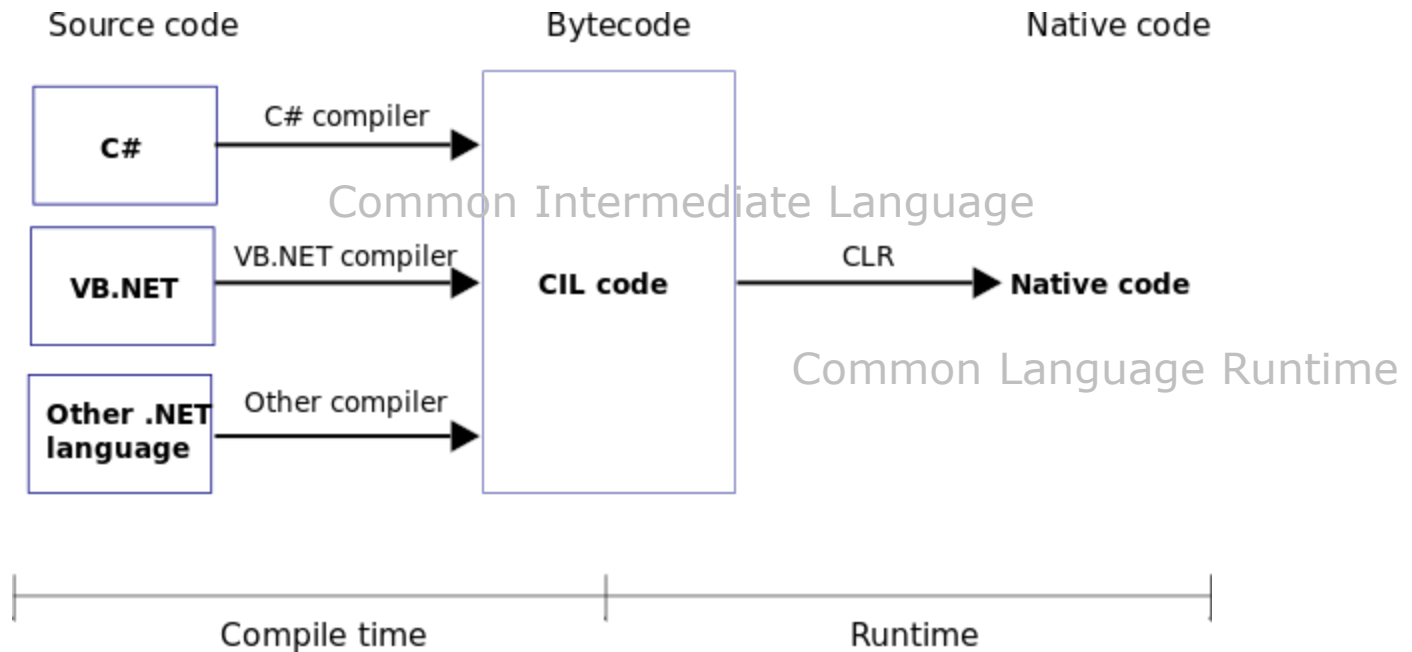 Source code
Bytecode
Native code
C#
C# compiler
Common Intermediate Language
VB.NET
VB.NET compiler
CIL code
CLR
Native code
Common Language Runtime
Other .NET
language
Other compiler
Compile time
Runtime